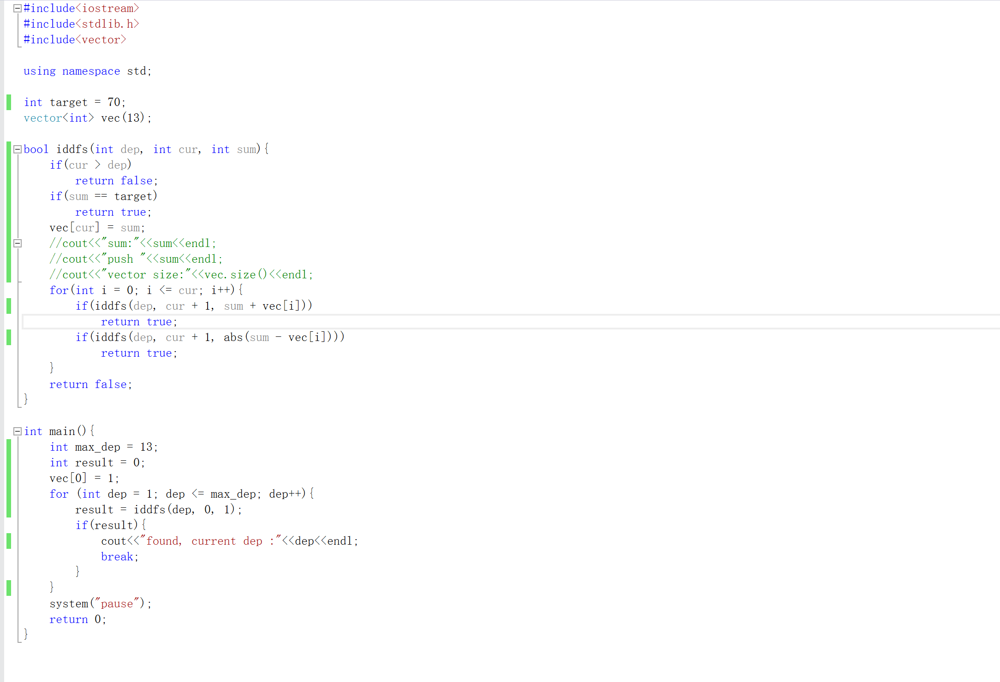 #include<iostream>
#include<stdlib.h>
#include<vector>
using namespace std;
int target = 70;
vector<int> vec(13);
bool iddfs(int dep, int cur, int sum){
    if(cur > dep)
        return false;
    if(sum == target)
        return true;
    vec[cur] = sum;
    //cout<<"sum:"<<sum<<endl;
    //cout<<"push "<<sum<<endl;
    //cout<<"vector size:"<<vec.size()<<endl;
    for(int i = 0; i <= cur; i++){
        if(iddfs(dep, cur + 1, sum + vec[i]))
            return true;
        if(iddfs(dep, cur + 1, abs(sum - vec[i])))
            return true;
    }
    return false;
}
int main(){
    int max_dep = 13;
    int result = 0;
    vec[0] = 1;
    for (int dep = 1; dep <= max_dep; dep++){
        result = iddfs(dep, 0, 1);
        if(result){
            cout<<"found, current dep :"<<dep<<endl;
            break;
        }
    }
    system("pause");
    return 0;
}